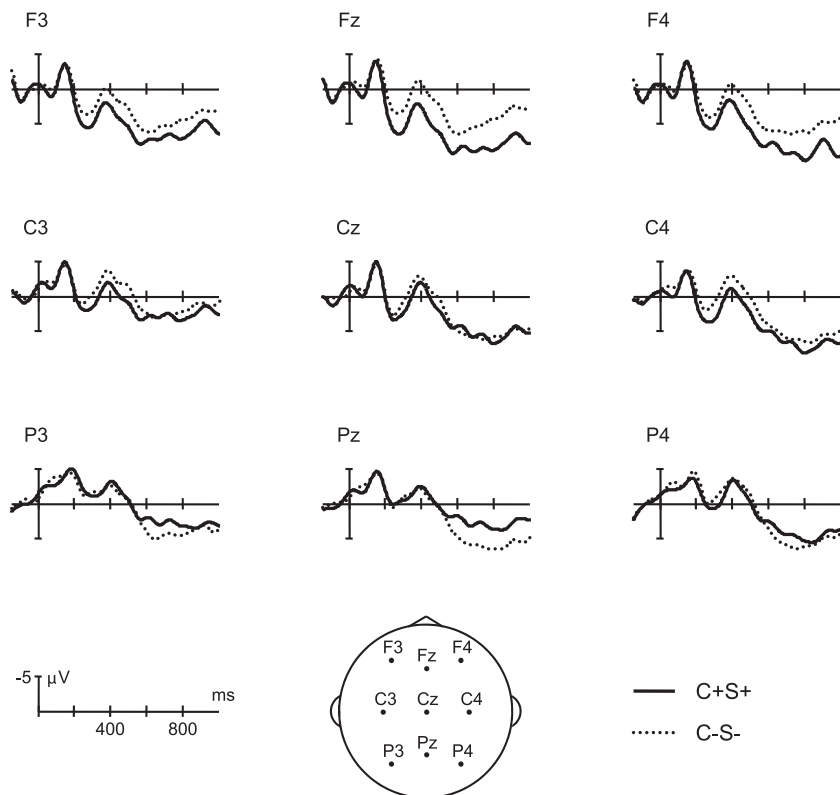 F3 Fz F4
C3 Cz C4
P3 Pz P4
-5 µV
ms
400 800
F3 Fz F4
C3 Cz C4
P3 Pz P4
C+S+
C-S-